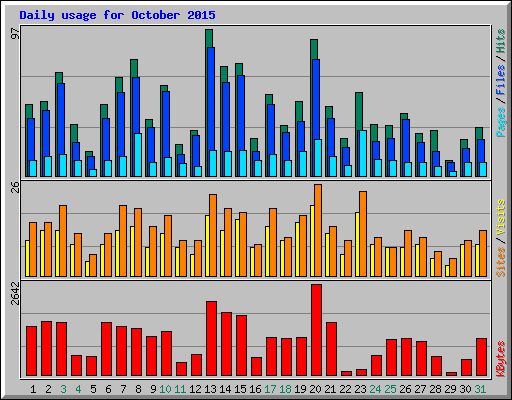 Daily usage for October 2015
97
Pages / Files / Hits
26
Sites / Visits
2642
KBytes
1 2 3 4 5 6 7 8 9 10 11 12 13 14 15 16 17 18 19 20 21 22 23 24 25 26 27 28 29 30 31